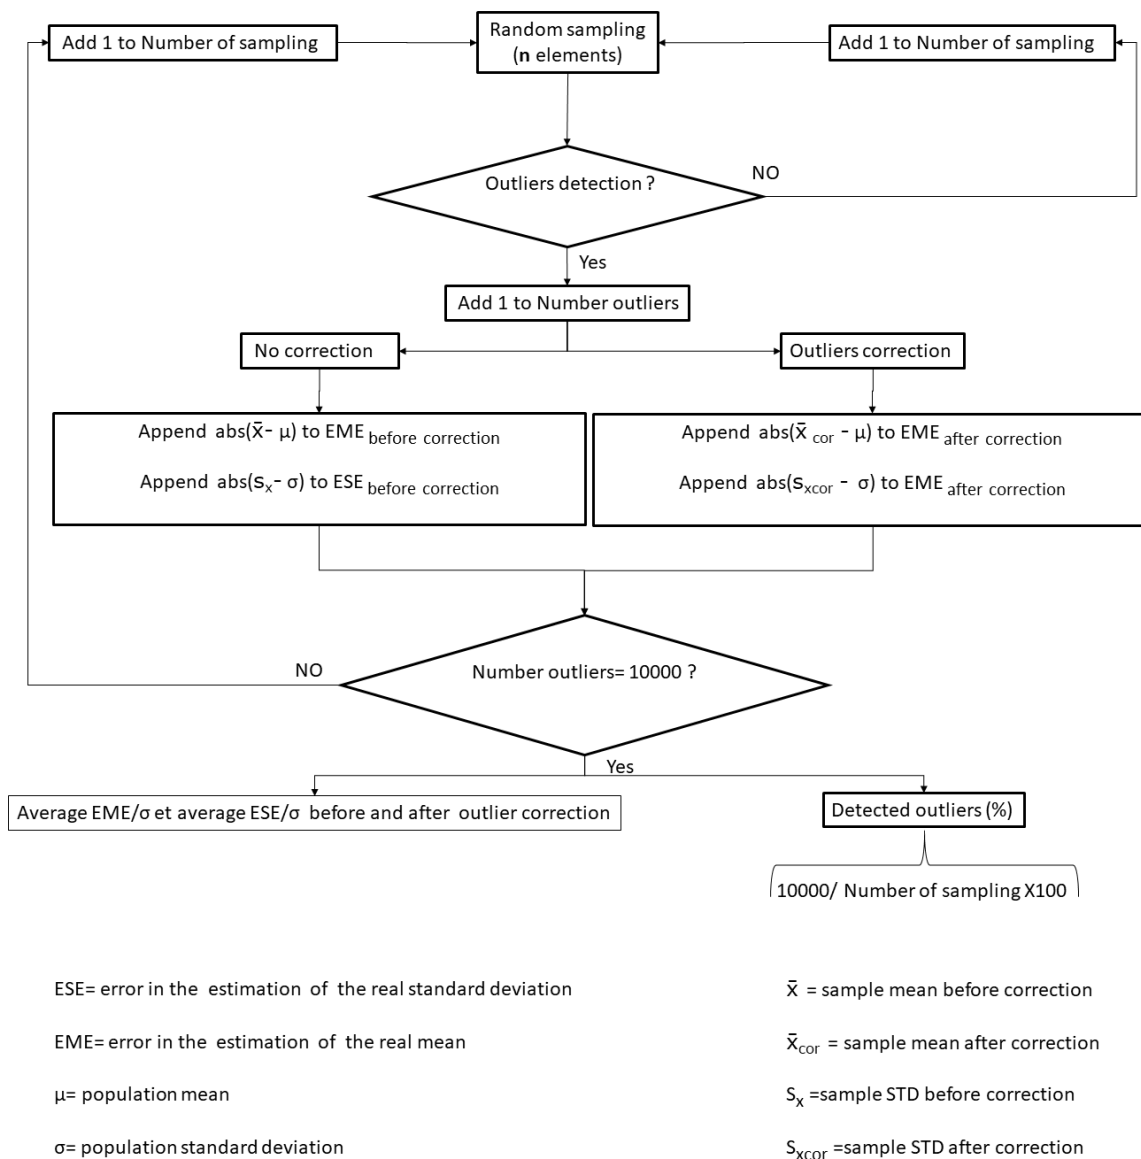 Add 1 to Number of sampling
Random sampling
(n elements)
Add 1 to Number of sampling
Outliers detection ?
NO
Yes
Add 1 to Number outliers
No correction
Outliers correction
Append abs(x̄- μ) to EME before correction
Append abs(sx- σ) to ESE before correction
Append abs(x̄ cor - μ) to EME after correction
Append abs(sxcor - σ) to EME after correction
NO
Number outliers= 10000 ?
Yes
Average EME/σ et average ESE/σ before and after outlier correction
Detected outliers (%)
10000/ Number of sampling X100
ESE= error in the estimation of the real standard deviation
EME= error in the estimation of the real mean
μ= population mean
σ= population standard deviation
x̄ = sample mean before correction
x̄cor = sample mean after correction
Sx =sample STD before correction
Sxcor =sample STD after correction